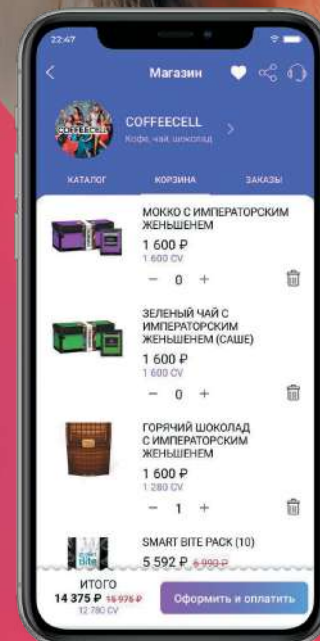 22:47
Магазин
COFFEECELL
COFFEECELL
Кофе, чай, шоколад
КАТАЛОГ КОРЗИНА ЗАКАЗЫ
МОККО С ИМПЕРАТОРСКИМ
ЖЕНЬШЕНЕМ
1 600 ₽
1 600 CV
− 0 +
ЗЕЛЕНЫЙ ЧАЙ С
ИМПЕРАТОРСКИМ
ЖЕНЬШЕНЕМ (САШЕ)
1 600 ₽
1 600 CV
− 0 +
ГОРЯЧИЙ ШОКОЛАД
С ИМПЕРАТОРСКИМ
ЖЕНЬШЕНЕМ
1 600 ₽
1 280 CV
− 1 +
SMART BITE PACK (10)
Bite
5 592 ₽ 6 990 ₽
ИТОГО
14 375 ₽
12 780 CV
Оформить и оплатить